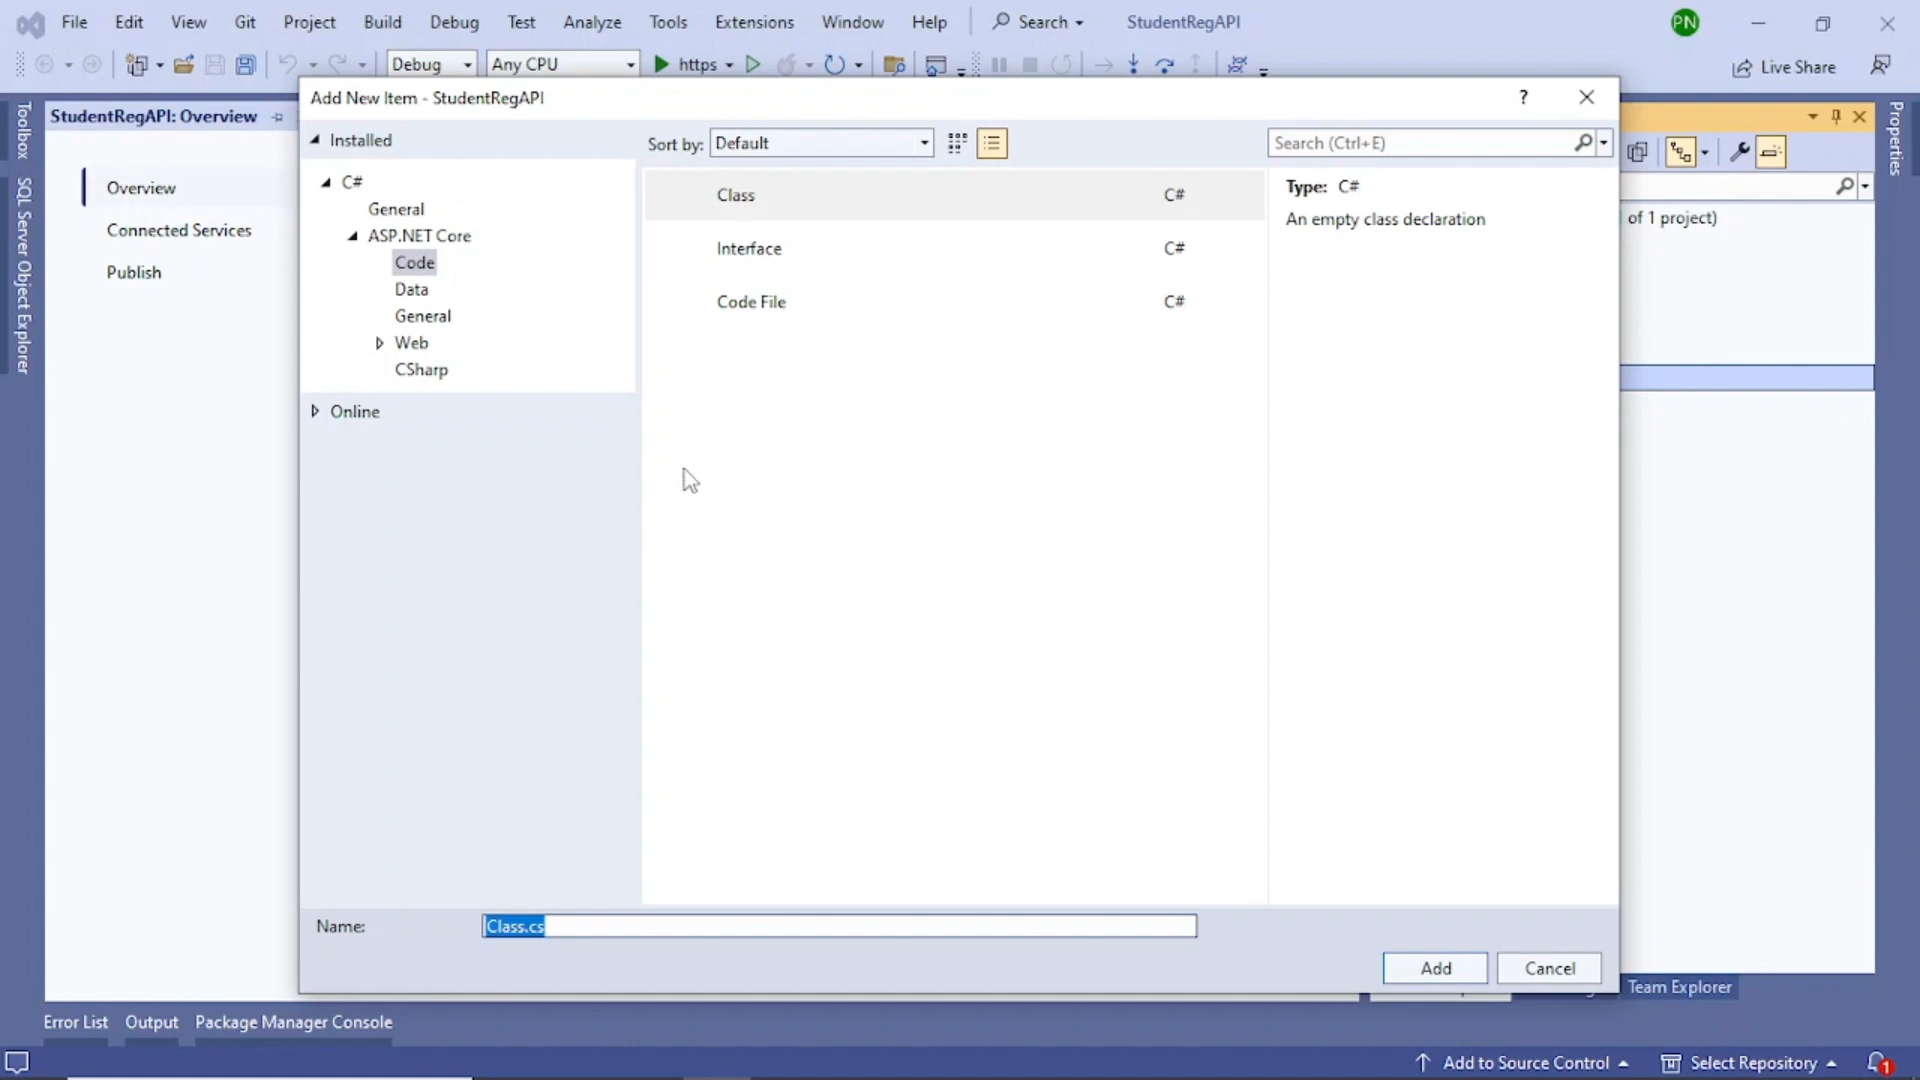 File Edit View Git Project Build Debug Test Analyze Tools Extensions Window Help Search StudentRegAPI PN
Debug Any CPU https Live Share
Add New Item - StudentRegAPI ?
StudentRegAPI: Overview
Toolbox
SQL Server Object Explorer
Properties
Overview
Connected Services
Publish
Installed
C#
General
ASP.NET Core
Code
Data
General
Web
CSharp
Online
Sort by: Default
Search (Ctrl+E)
Class C#
Interface C#
Code File C#
Type: C#
An empty class declaration
of 1 project)
Name: Class.cs
Add Cancel
Team Explorer
Error List Output Package Manager Console
Add to Source Control Select Repository 1